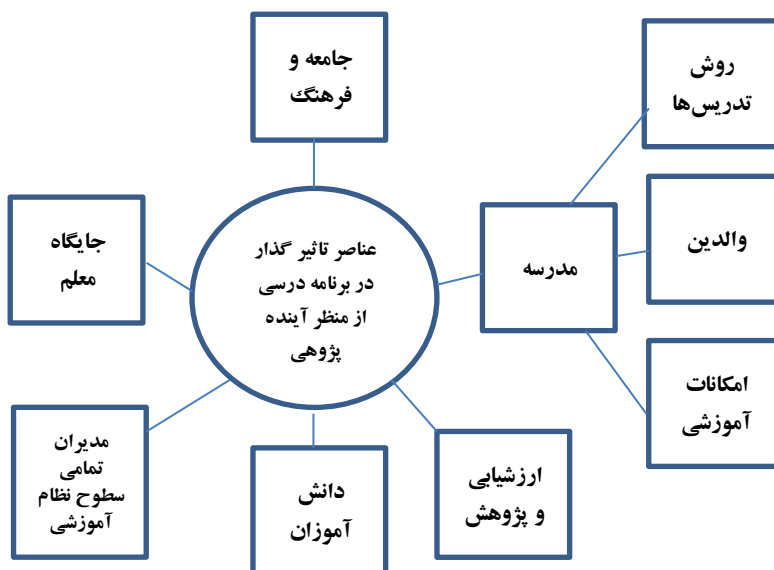 جامعه و
فرهنگ
روش
تدریس‌ها
والدین
مدرسه
جایگاه
معلم
عناصر تاثیر گذار
در برنامه درسی
از منظر آینده
پژوهی
امکانات
آموزشی
مدیران
تمامی
سطوح نظام
آموزشی
دانش
آموزان
ارزشیابی
و پژوهش